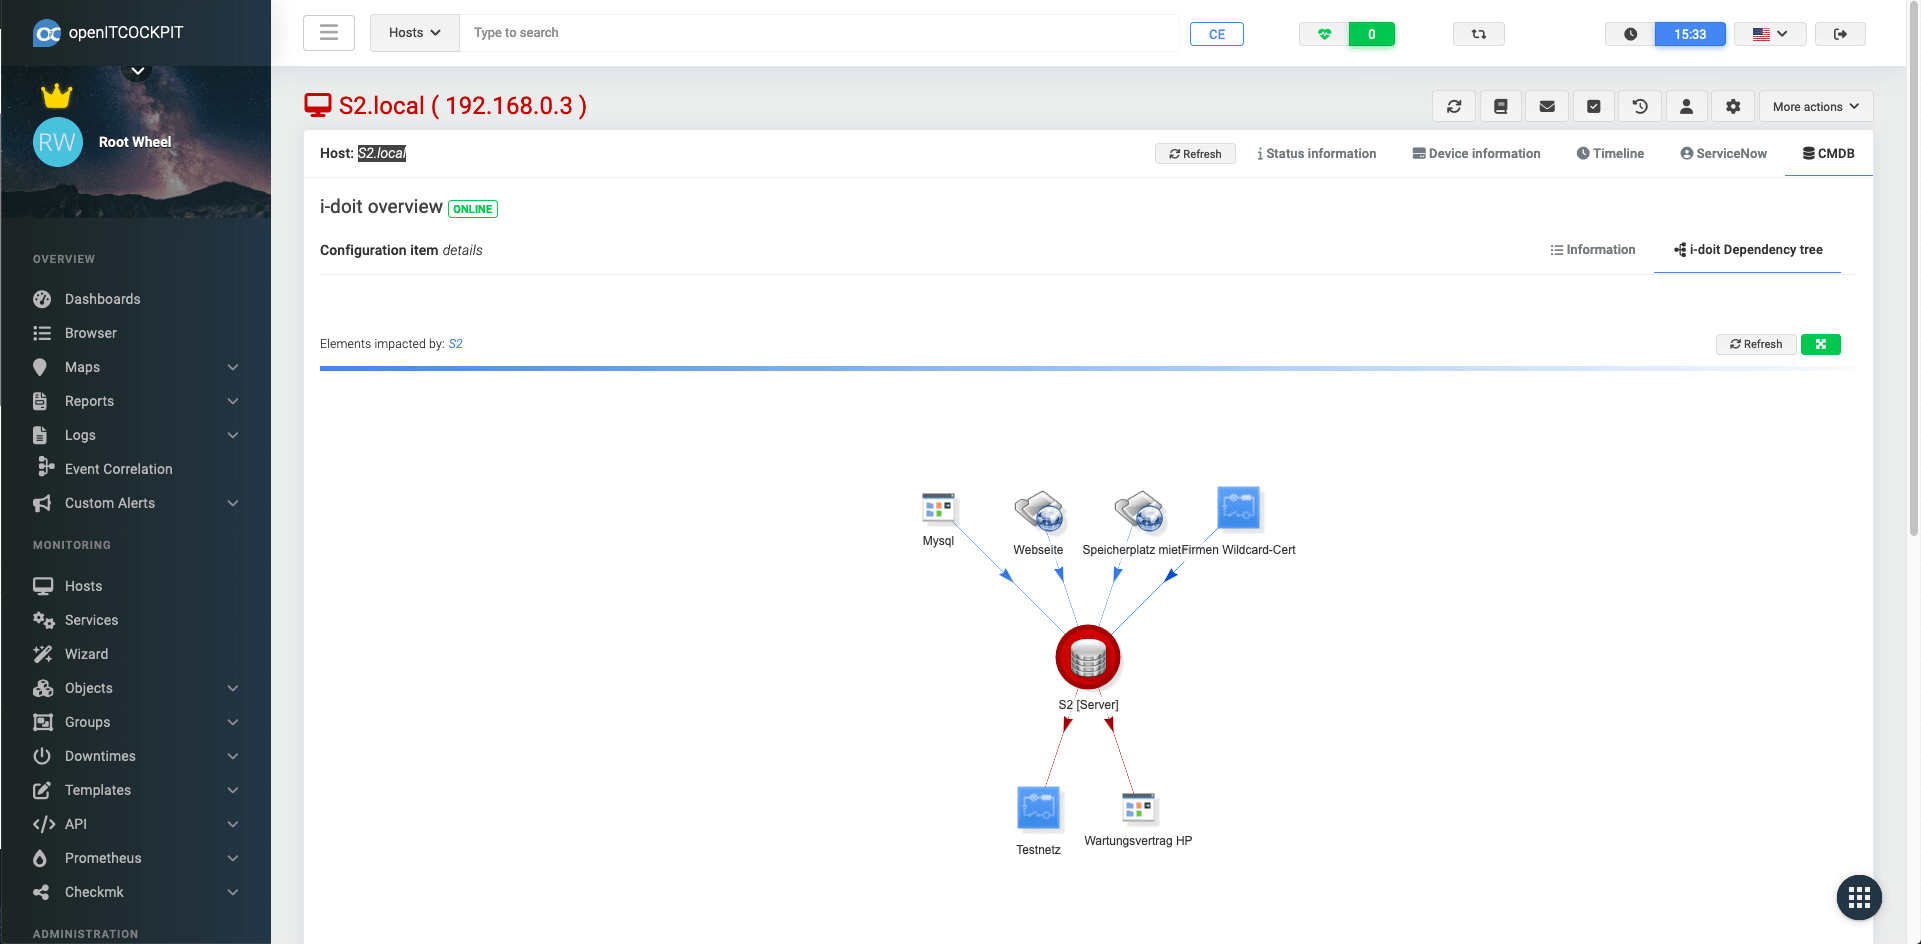 openITCOCKPIT
Hosts
Type to search
CE
0
15:33
RW
Root Wheel
S2.local ( 192.168.0.3 )
More actions
Host: S2.local
Refresh
Status information
Device information
Timeline
ServiceNow
CMDB
i-doit overview ONLINE
Configuration item details
Information
i-doit Dependency tree
Elements impacted by: S2
Refresh
OVERVIEW
Dashboards
Browser
Maps
Reports
Logs
Event Correlation
Custom Alerts
MONITORING
Hosts
Services
Wizard
Objects
Groups
Downtimes
Templates
API
Prometheus
Checkmk
ADMINISTRATION
Mysql
Webseite
Speicherplatz miet
Firmen Wildcard-Cert
S2 [Server]
Testnetz
Wartungsvertrag HP